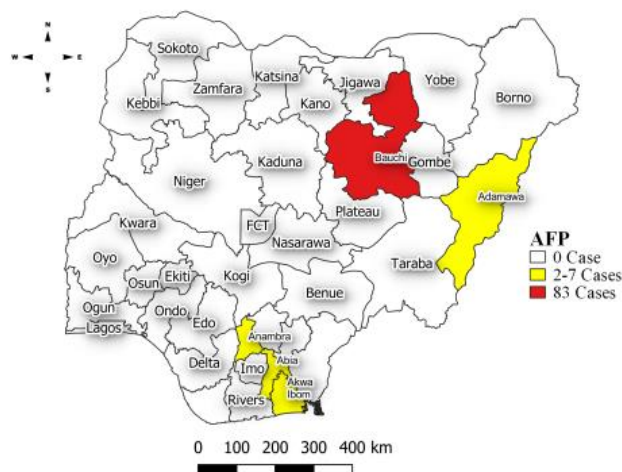 N
W E
S
Sokoto
Zamfara
Katsina
Jigawa
Yobe
Kebbi
Kano
Borno
Kaduna
Bauchi
Gombe
Niger
Adamawa
Plateau
FCT
Nasarawa
Kwara
Taraba
Oyo
Kogi
Ekiti
Osun
Benue
Ogun
Ondo
Edo
Lagos
Anambra
Delta
Imo
Abia
Akwa
Ibom
Rivers
AFP
0 Case
2-7 Cases
83 Cases
0 100 200 300 400 km